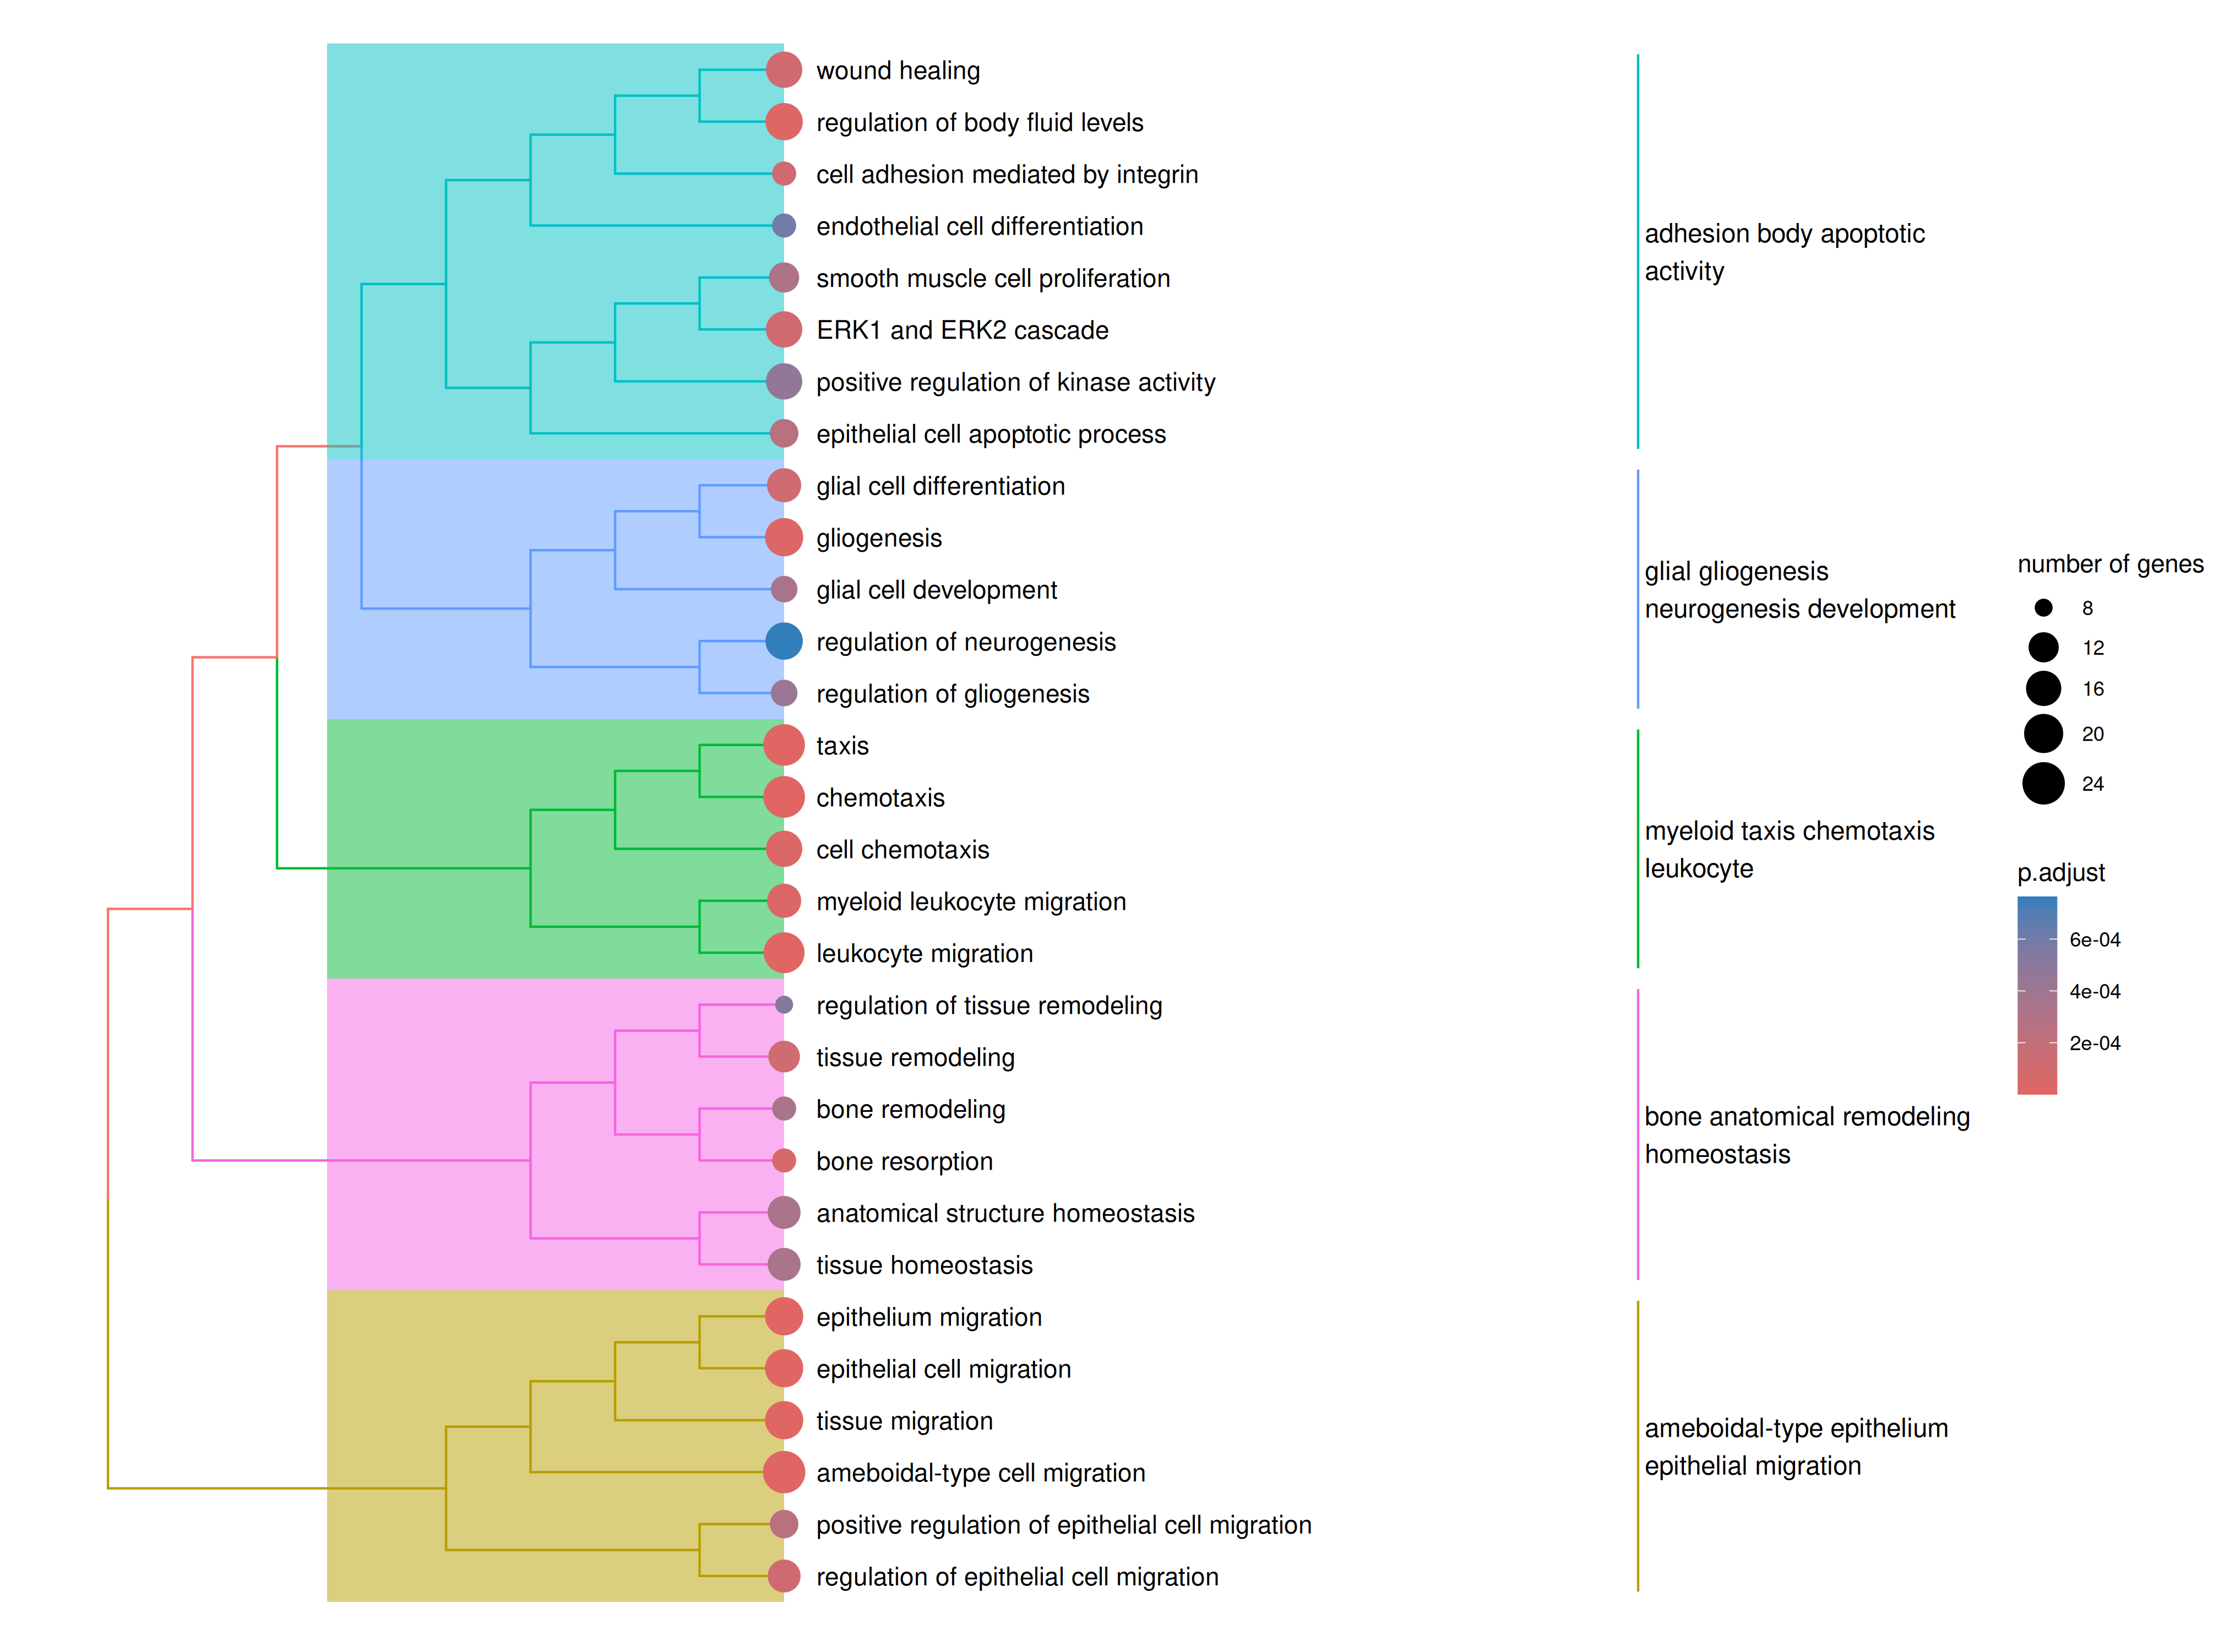 wound healing
regulation of body fluid levels
cell adhesion mediated by integrin
endothelial cell differentiation
smooth muscle cell proliferation
ERK1 and ERK2 cascade
positive regulation of kinase activity
epithelial cell apoptotic process
glial cell differentiation
gliogenesis
glial cell development
regulation of neurogenesis
regulation of gliogenesis
taxis
chemotaxis
cell chemotaxis
myeloid leukocyte migration
leukocyte migration
regulation of tissue remodeling
tissue remodeling
bone remodeling
bone resorption
anatomical structure homeostasis
tissue homeostasis
epithelium migration
epithelial cell migration
tissue migration
ameboidal-type cell migration
positive regulation of epithelial cell migration
regulation of epithelial cell migration
adhesion body apoptotic
activity
glial gliogenesis
neurogenesis development
myeloid taxis chemotaxis
leukocyte
bone anatomical remodeling
homeostasis
ameboidal-type epithelium
epithelial migration
number of genes
8
12
16
20
24
p.adjust
6e-04
4e-04
2e-04